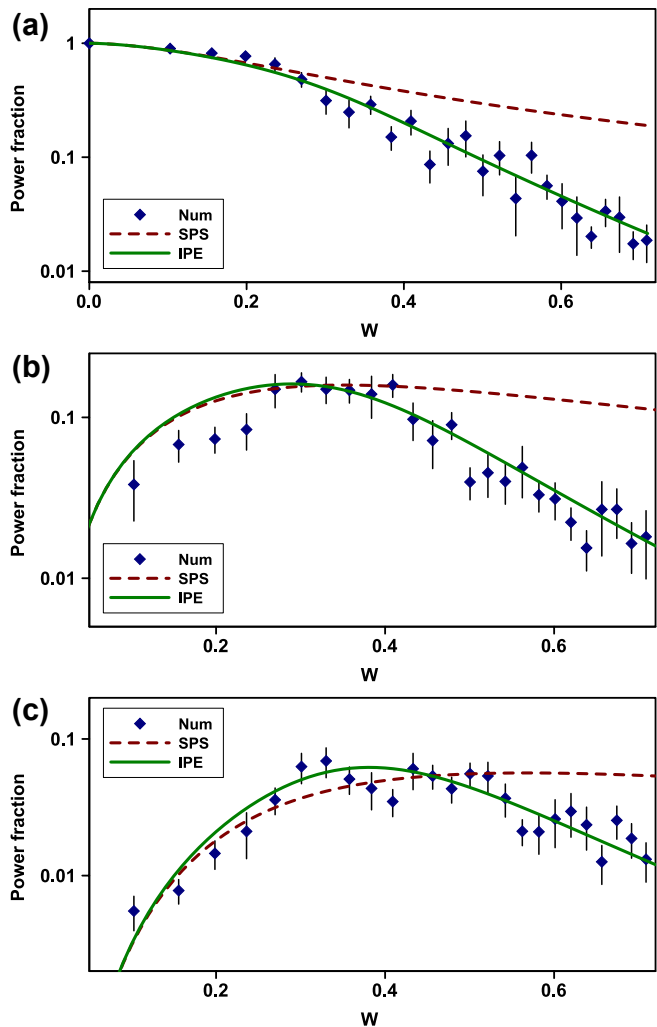 (a)
1
0.1
0.01
Power fraction
Num
SPS
IPE
0.0
0.2
0.4
0.6
W
(b)
0.1
0.01
Power fraction
Num
SPS
IPE
0.2
0.4
0.6
W
(c)
0.1
0.01
Power fraction
Num
SPS
IPE
0.2
0.4
0.6
W